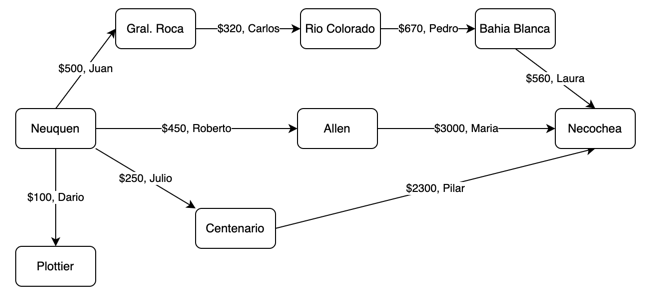 Gral. Roca
$320, Carlos
Rio Colorado
$670, Pedro
Bahia Blanca
$500, Juan
$560, Laura
Neuquen
$450, Roberto
Allen
$3000, Maria
Necochea
$250, Julio
$100, Dario
$2300, Pilar
Centenario
Plottier